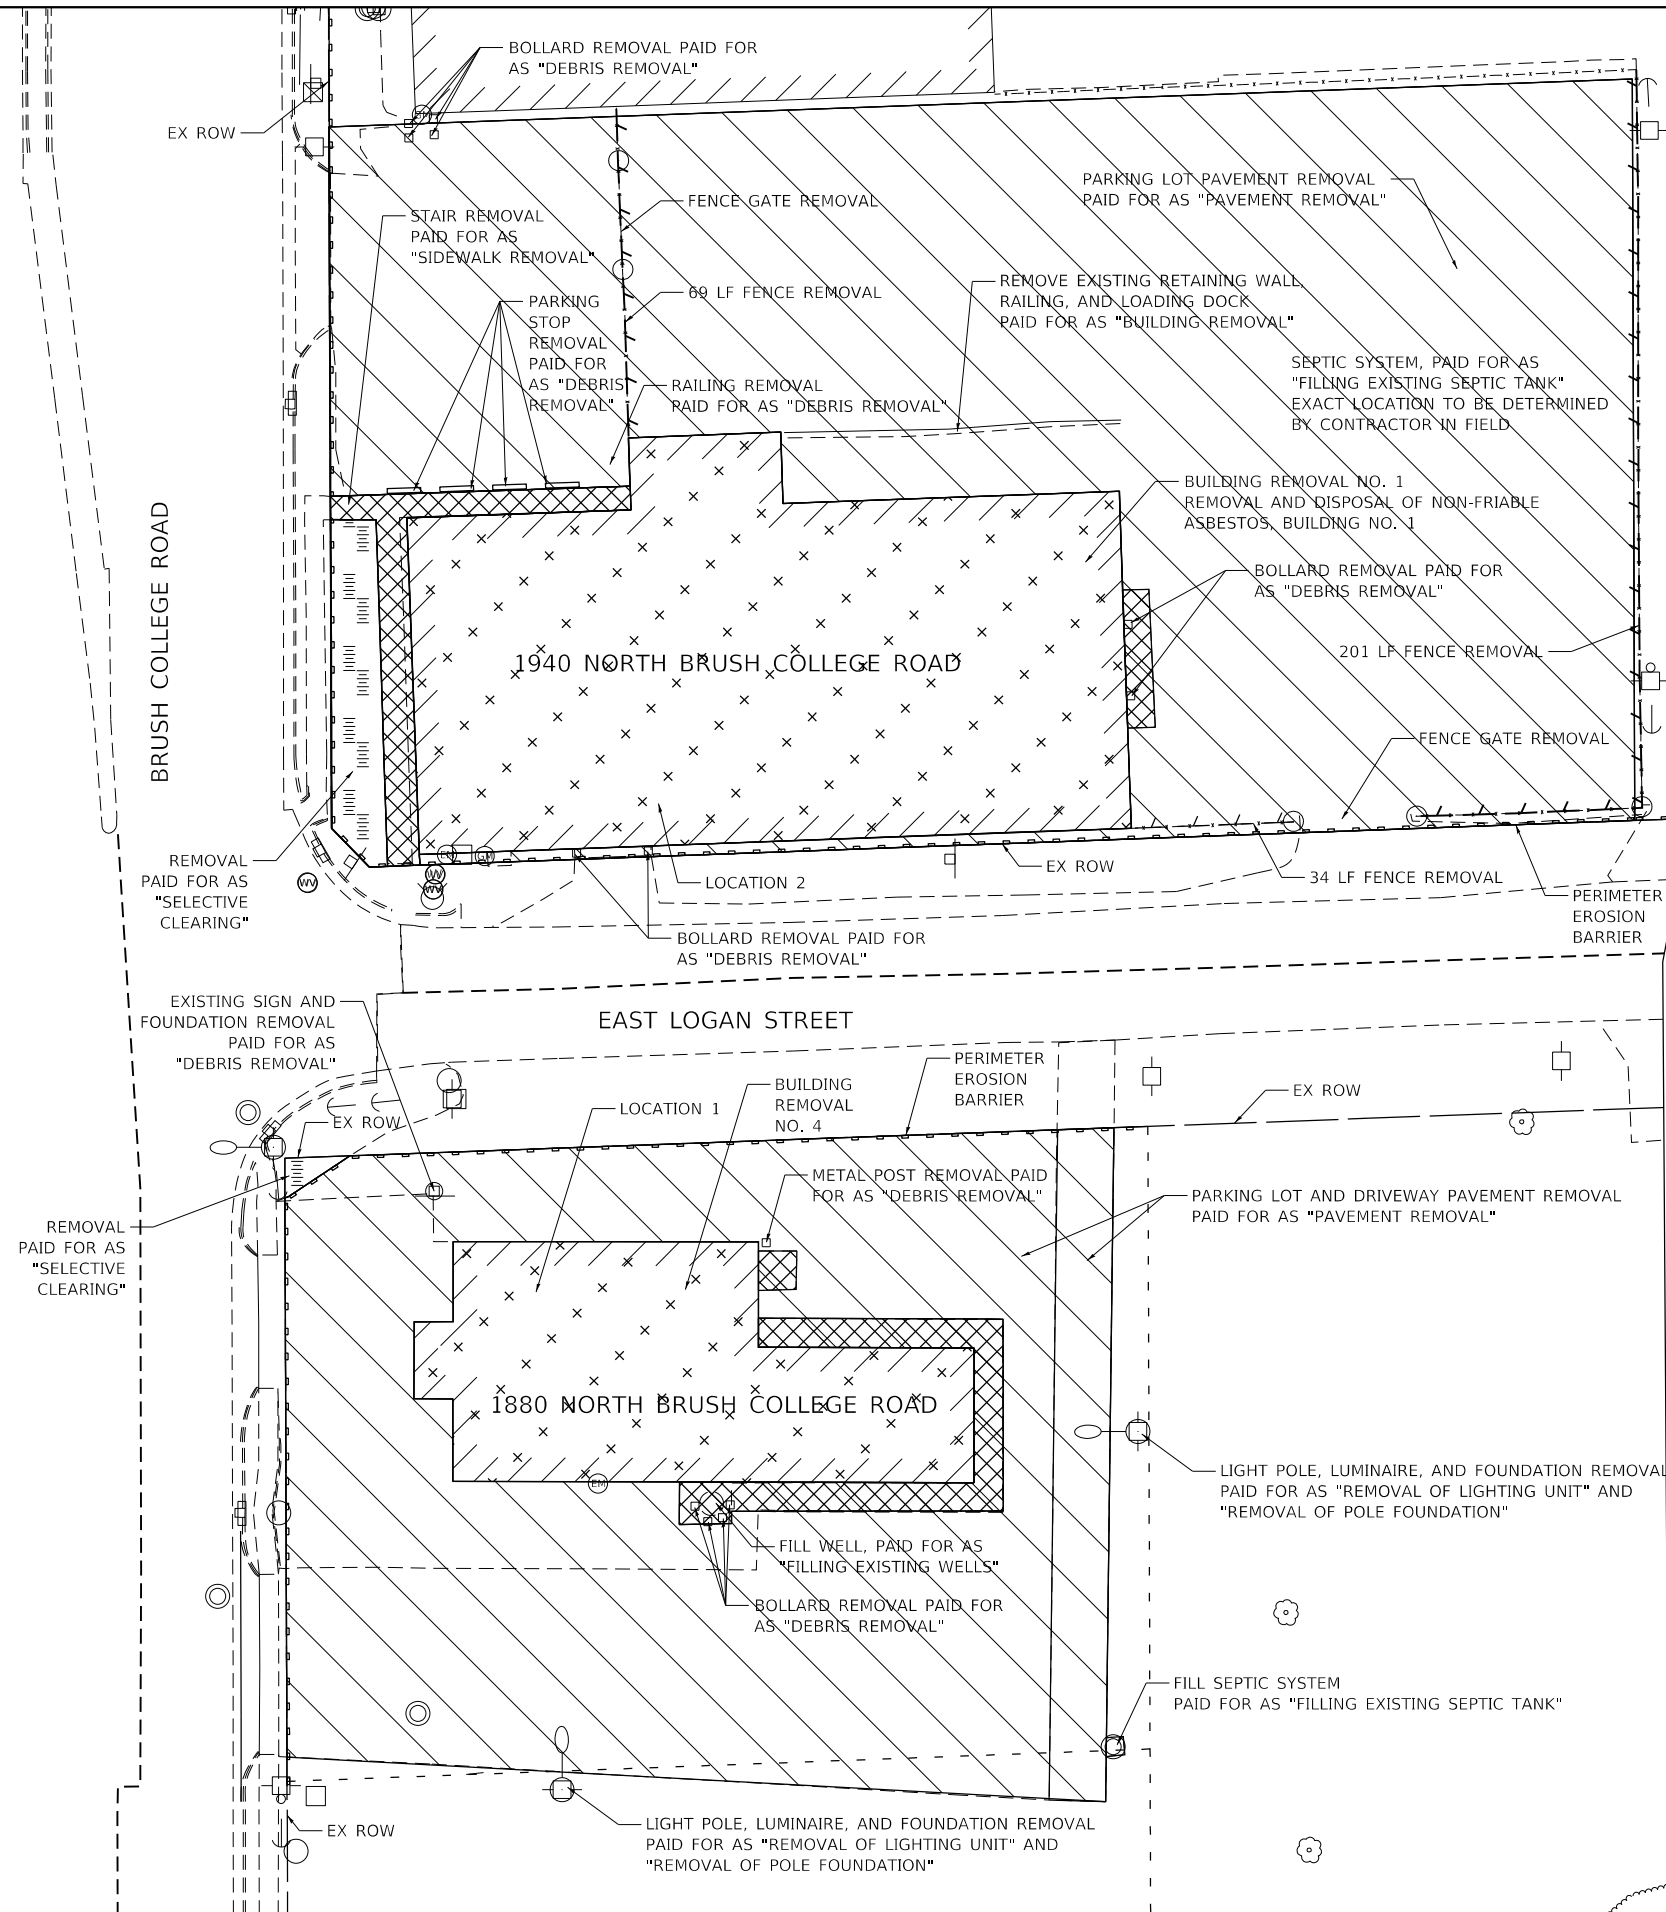 BOLLARD REMOVAL PAID FOR
AS "DEBRIS REMOVAL"
EX ROW
PARKING LOT PAVEMENT REMOVAL
PAID FOR AS "PAVEMENT REMOVAL"
FENCE GATE REMOVAL
STAIR REMOVAL
PAID FOR AS
"SIDEWALK REMOVAL"
69 LF FENCE REMOVAL
REMOVE EXISTING RETAINING WALL,
RAILING, AND LOADING DOCK
PAID FOR AS "BUILDING REMOVAL"
PARKING
STOP
REMOVAL
PAID FOR
AS "DEBRIS
REMOVAL"
RAILING REMOVAL
PAID FOR AS "DEBRIS REMOVAL"
SEPTIC SYSTEM, PAID FOR AS
"FILLING EXISTING SEPTIC TANK"
EXACT LOCATION TO BE DETERMINED
BY CONTRACTOR IN FIELD
BUILDING REMOVAL NO. 1
REMOVAL AND DISPOSAL OF NON-FRIABLE
ASBESTOS, BUILDING NO. 1
BOLLARD REMOVAL PAID FOR
AS "DEBRIS REMOVAL"
BRUSH COLLEGE ROAD
1940 NORTH BRUSH COLLEGE ROAD
201 LF FENCE REMOVAL
FENCE GATE REMOVAL
REMOVAL
PAID FOR AS
"SELECTIVE
CLEARING"
EM
GM
WV
WV
WV
LOCATION 2
EX ROW
34 LF FENCE REMOVAL
PERIMETER
EROSION
BARRIER
BOLLARD REMOVAL PAID FOR
AS "DEBRIS REMOVAL"
EXISTING SIGN AND
FOUNDATION REMOVAL
PAID FOR AS
"DEBRIS REMOVAL"
EAST LOGAN STREET
PERIMETER
EROSION
BARRIER
BUILDING
REMOVAL
NO. 4
LOCATION 1
EX ROW
EX ROW
METAL POST REMOVAL PAID
FOR AS "DEBRIS REMOVAL"
PARKING LOT AND DRIVEWAY PAVEMENT REMOVAL
PAID FOR AS "PAVEMENT REMOVAL"
REMOVAL
PAID FOR AS
"SELECTIVE
CLEARING"
1880 NORTH BRUSH COLLEGE ROAD
EM
LIGHT POLE, LUMINAIRE, AND FOUNDATION REMOVAL
PAID FOR AS "REMOVAL OF LIGHTING UNIT" AND
"REMOVAL OF POLE FOUNDATION"
FILL WELL, PAID FOR AS
"FILLING EXISTING WELLS"
BOLLARD REMOVAL PAID FOR
AS "DEBRIS REMOVAL"
FILL SEPTIC SYSTEM
PAID FOR AS "FILLING EXISTING SEPTIC TANK"
LIGHT POLE, LUMINAIRE, AND FOUNDATION REMOVAL
PAID FOR AS "REMOVAL OF LIGHTING UNIT" AND
"REMOVAL OF POLE FOUNDATION"
EX ROW